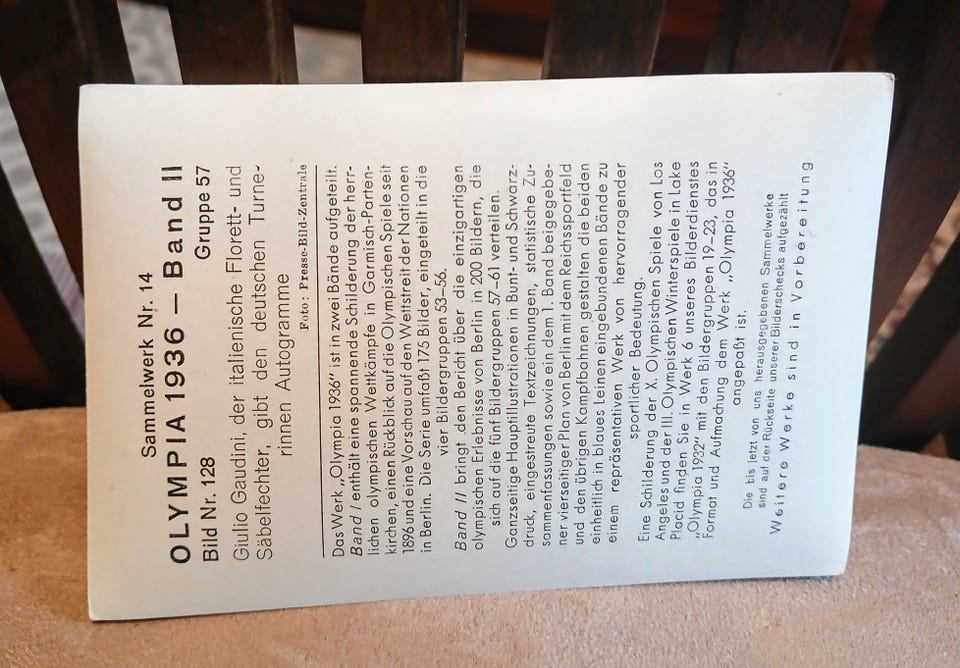 Sammelwerk Nr. 14
OLYMPIA 1936 – Band II
Bild Nr. 128 Gruppe 57
Giulio Gaudini, der italienische Florett- und
Säbelfechter, gibt den deutschen Turne-
rinnen Autogramme
Foto: Presse-Bild-Zentrale
Das Werk „Olympia 1936“ ist in zwei Bände aufgeteilt.
Band I enthält eine spannende Schilderung der herr-
lichen olympischen Wettkämpfe in Garmisch-Parten-
kirchen, einen Rückblick auf die Olympischen Spiele seit
1896 und eine Vorschau auf den Weltstreit der Nationen
in Berlin. Die Serie umfaßt 175 Bilder, eingeteilt in die
vier Bildergruppen 53–56.
Band II bringt den Bericht über die einzigartigen
olympischen Erlebnisse von Berlin in 200 Bildern, die
sich auf die fünf Bildergruppen 57–61 verteilen.
Ganzseitige Hauptillustrationen in Bunt- und Schwarz-
druck, eingestreute Textzeichnungen, statistische Zu-
sammenfassungen sowie ein dem 1. Band beigegebe-
ner vierseitiger Plan von Berlin mit dem Reichssportfeld
und den übrigen Kampfbahnen gestalten die beiden
einheitlich in blaues Leinen eingebundenen Bände zu
einem repräsentativen Werk von hervorragender
sportlicher Bedeutung.
Eine Schilderung der X. Olympischen Spiele von Los
Angeles und der III. Olympischen Winterspiele in Lake
Placid finden Sie in Werk 6 unseres Bilderdienstes
„Olympia 1932“ mit den Bildergruppen 19–23, das in
Format und Aufmachung dem Werk „Olympia 1936“
angepaßt ist.
Die bis jetzt von uns herausgegebenen Sammelwerke
sind auf der Rückseite unserer Bilderschecks aufgezählt
Weitere Werke sind in Vorbereitung